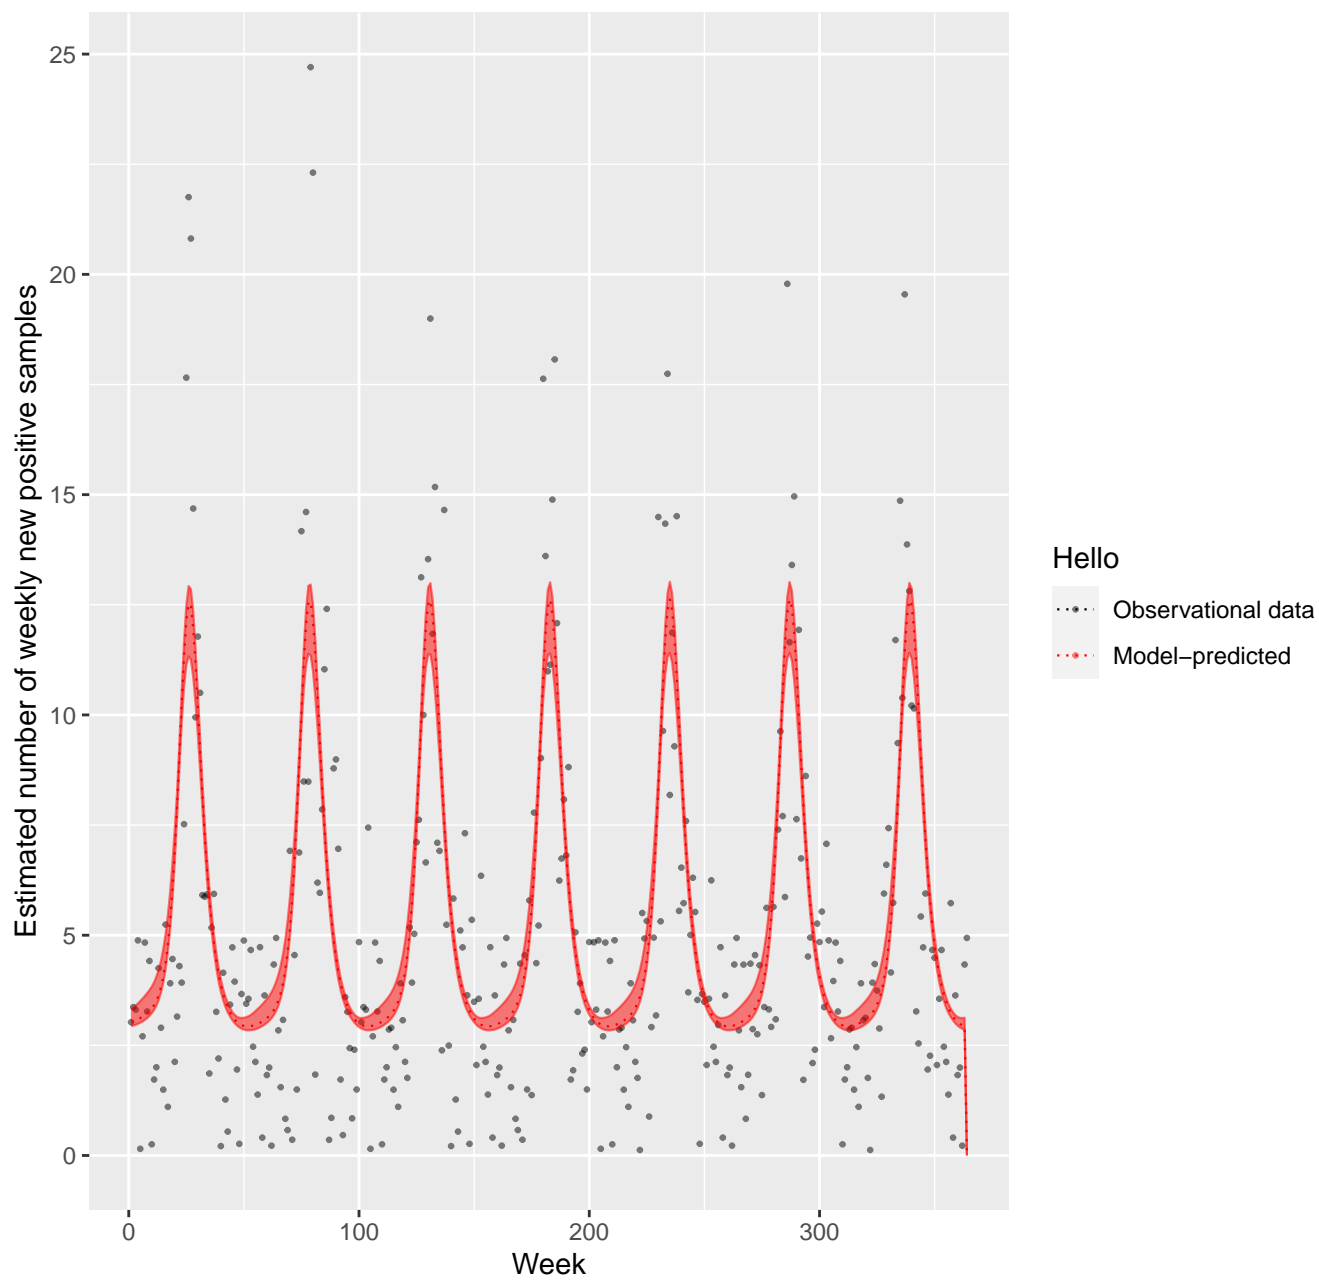 Estimated number of weekly new positive samples
25
20
15
10
5
0
0
100
200
300
Week
Hello
Observational data
Model−predicted